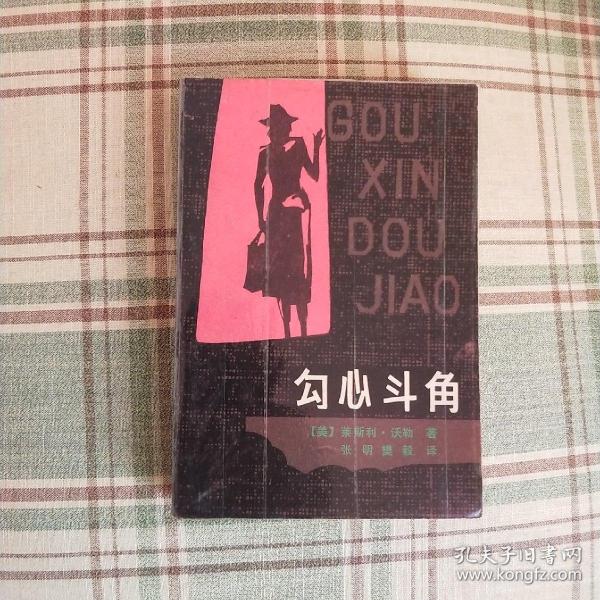 GOU
XIN
DOU
JIAO
勾心斗角
【美】莱斯利·沃勒 著
张明 樊毅 译
孔夫子旧书网
www.kongfz.com